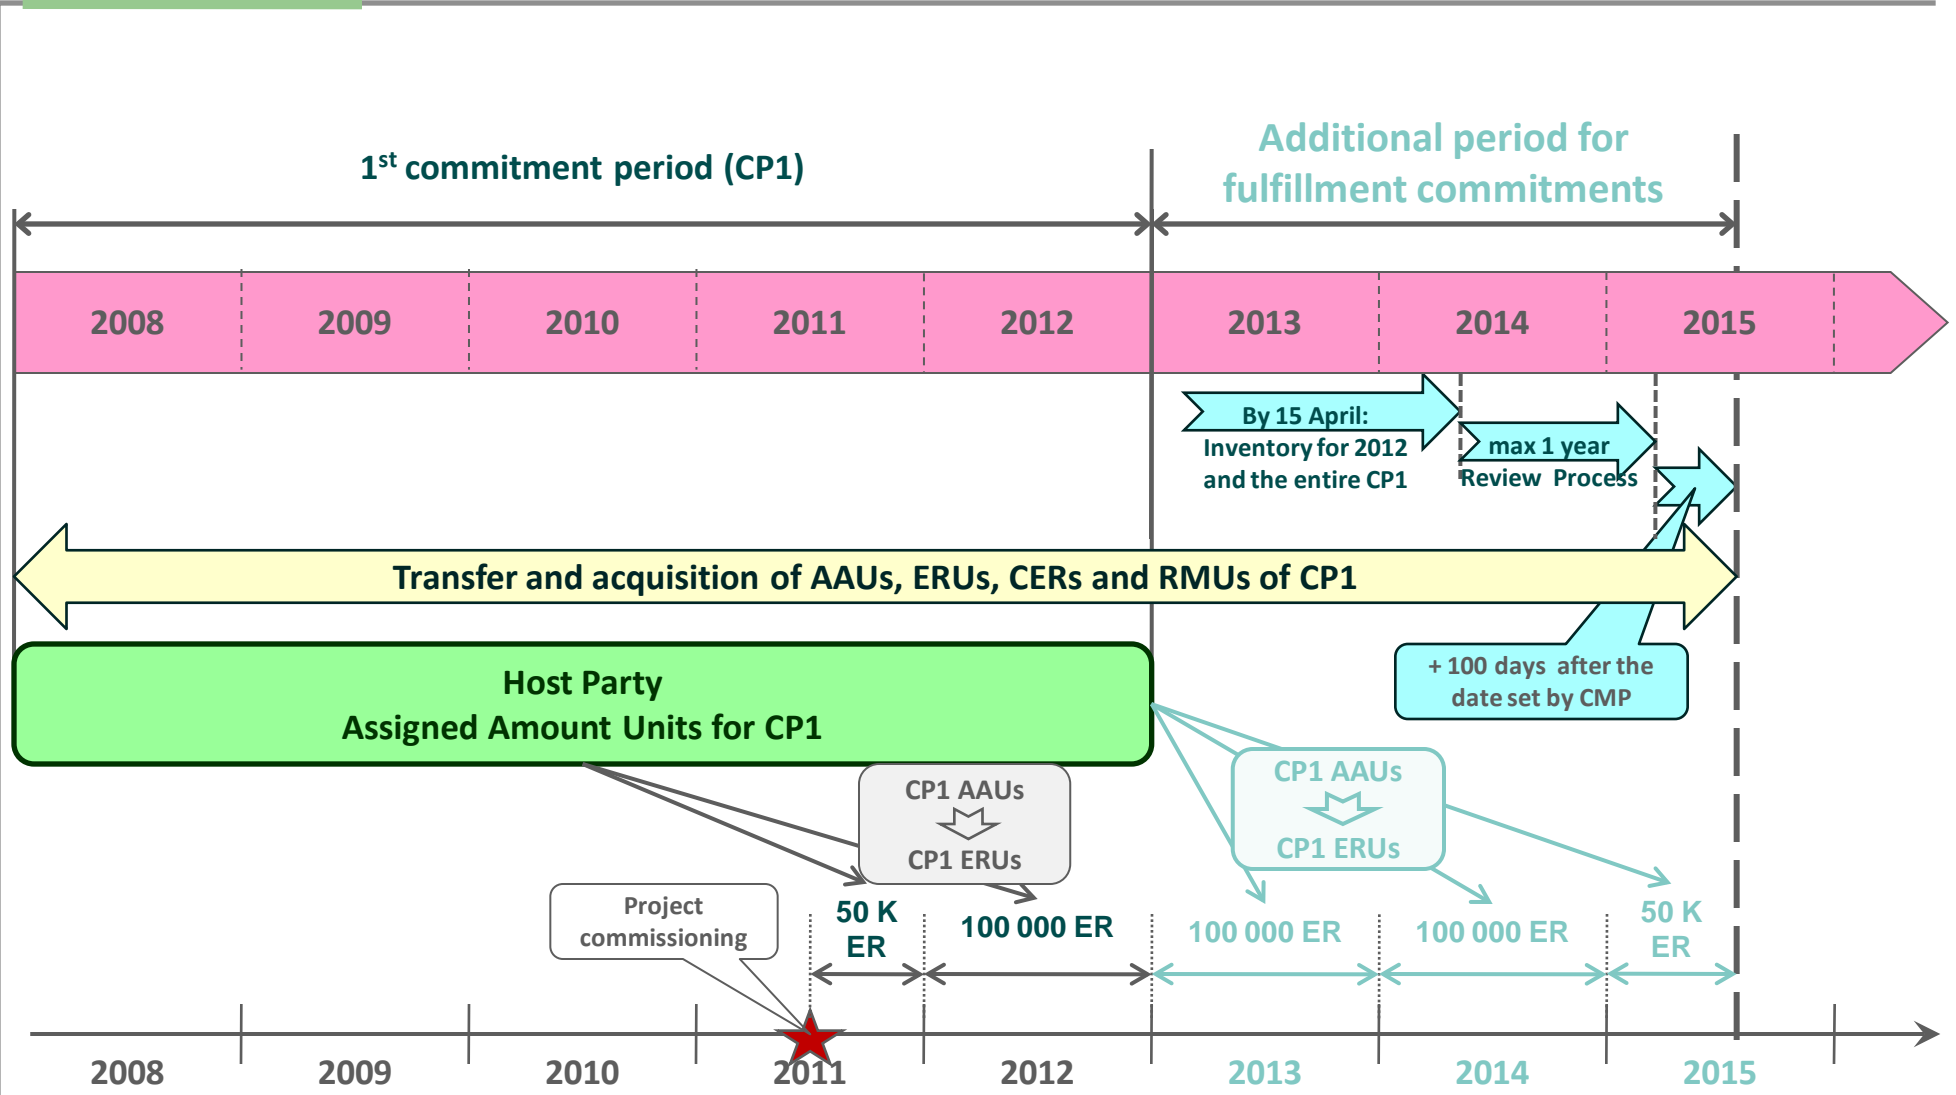 1st commitment period (CP1)
Additional period for
fulfillment commitments
2008 2009 2010 2011 2012 2013 2014 2015
By 15 April:
Inventory for 2012
and the entire CP1
max 1 year
Review Process
Transfer and acquisition of AAUs, ERUs, CERs and RMUs of CP1
+ 100 days after the
date set by CMP
Host Party
Assigned Amount Units for CP1
CP1 AAUs
CP1 ERUs
CP1 AAUs
CP1 ERUs
Project
commissioning
50 K
ER
100 000 ER
100 000 ER
100 000 ER
50 K
ER
2008 2009 2010 2011 2012 2013 2014 2015